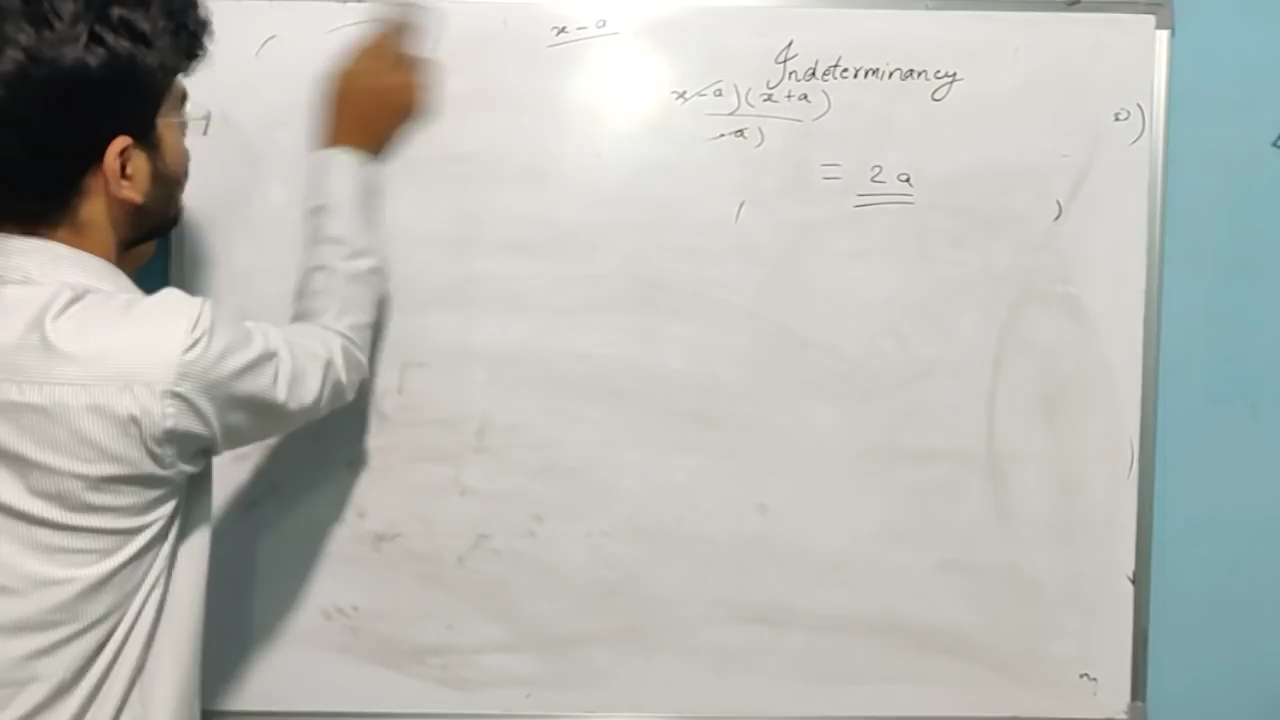 x-a
Indeterminancy
x-a)(x+a)
-a)
= 2a